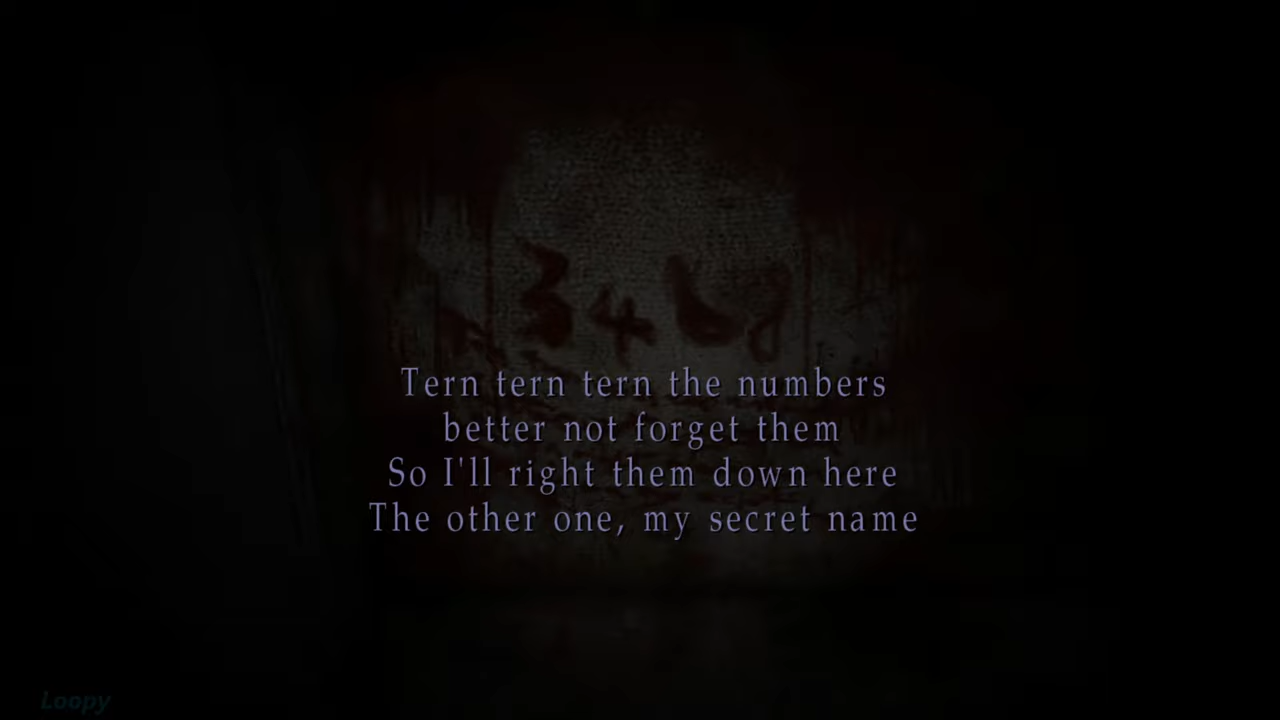 34
Tern tern tern the numbers
better not forget them
So I'll right them down here
The other one, my secret name
Loopy